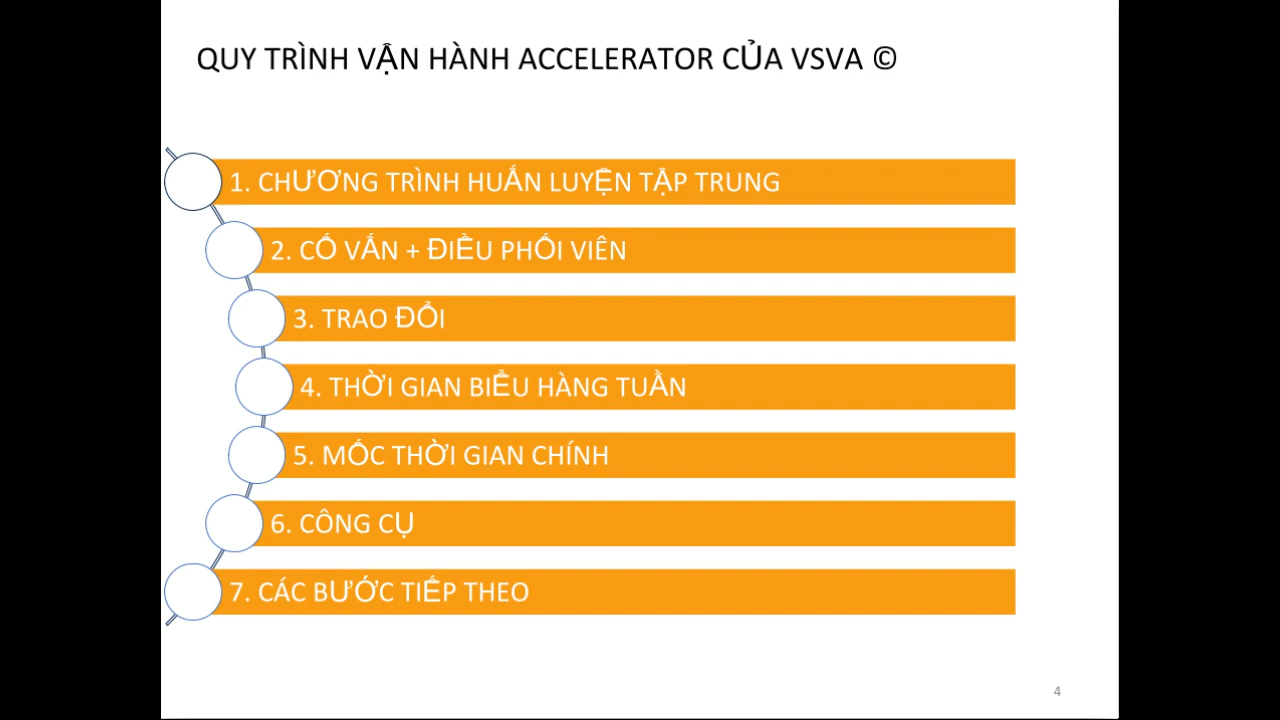 QUY TRÌNH VẬN HÀNH ACCELERATOR CỦA VSVA ©
1. CHƯƠNG TRÌNH HUẤN LUYỆN TẬP TRUNG
2. CỐ VẤN + ĐIỀU PHỐI VIÊN
3. TRAO ĐỔI
4. THỜI GIAN BIỂU HÀNG TUẦN
5. MỐC THỜI GIAN CHÍNH
6. CÔNG CỤ
7. CÁC BƯỚC TIẾP THEO
4